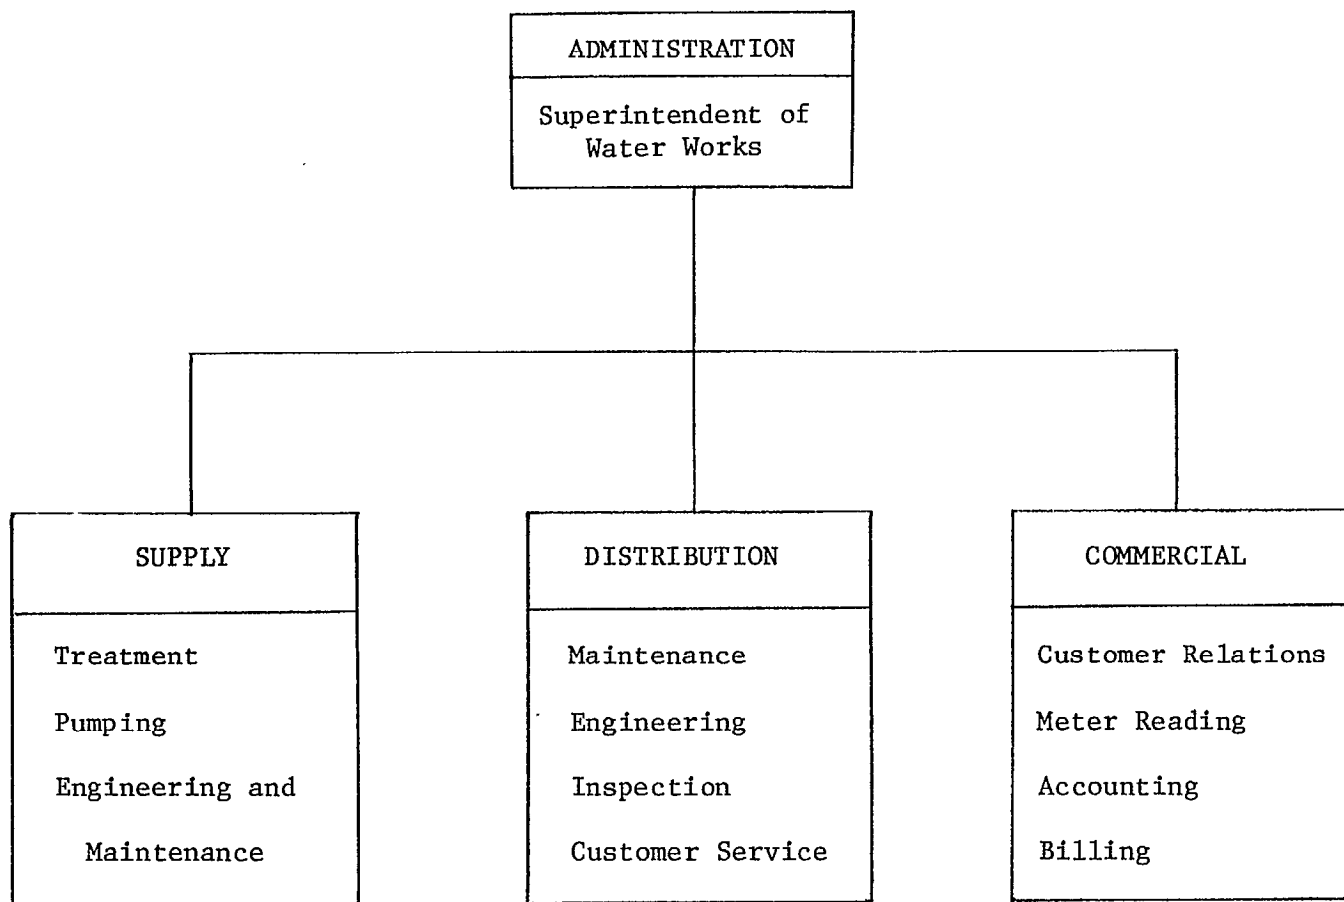 ADMINISTRATION
Superintendent of
Water Works
SUPPLY
Treatment
Pumping
Engineering and
Maintenance
DISTRIBUTION
Maintenance
Engineering
Inspection
Customer Service
COMMERCIAL
Customer Relations
Meter Reading
Accounting
Billing